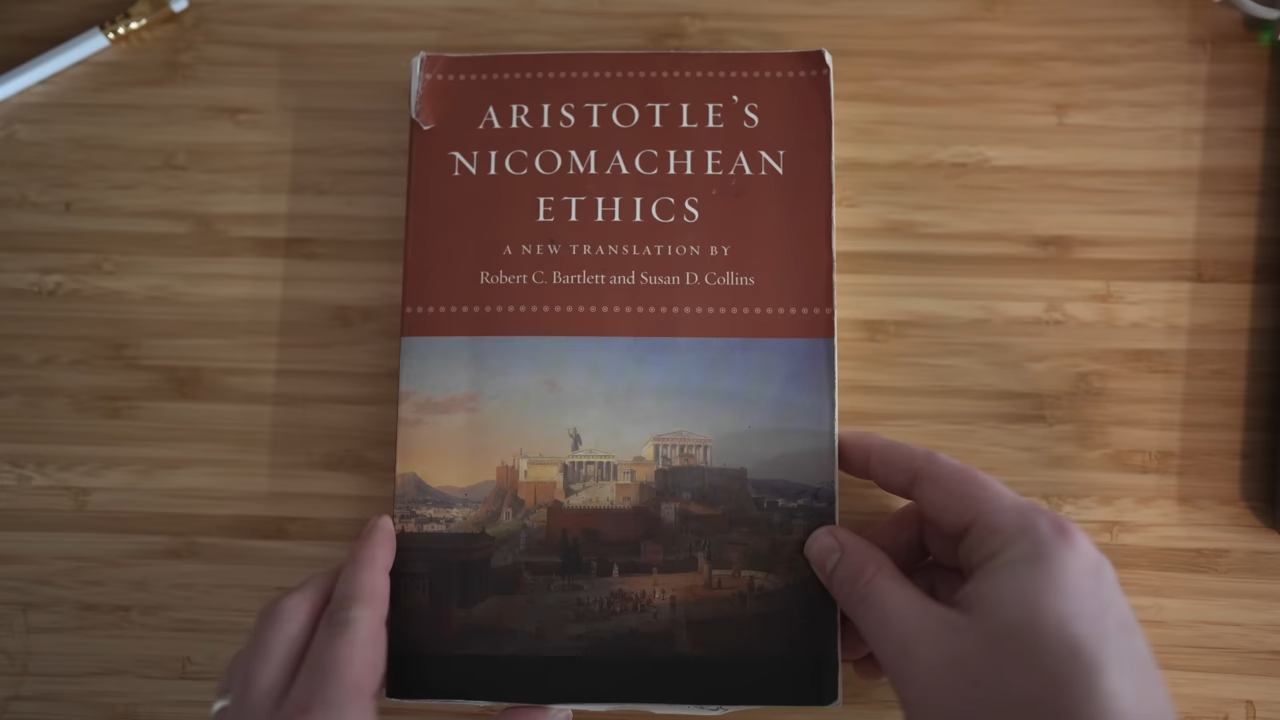 ARISTOTLE'S
NICOMACHEAN
ETHICS
A NEW TRANSLATION BY
Robert C. Bartlett and Susan D. Collins